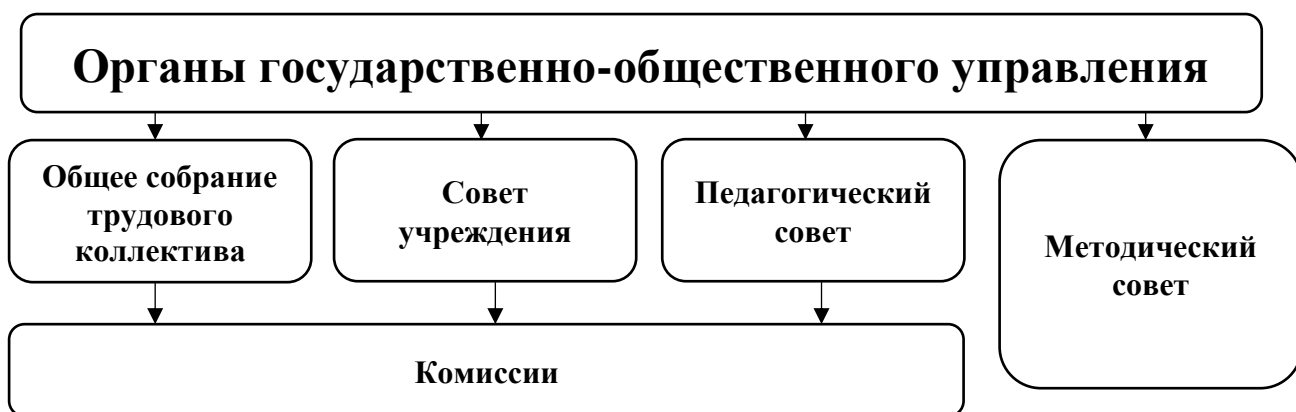 Органы государственно-общественного управления
Общее собрание
трудового
коллектива
Совет
учреждения
Педагогический
совет
Методический
совет
Комиссии